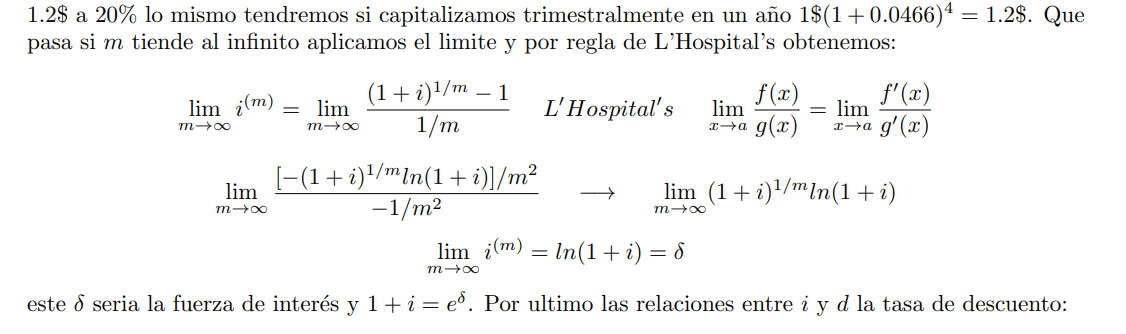 1.2$ a 20% lo mismo tendremos si capitalizamos trimestralmente en un año 1$(1 + 0.0466)^4 = 1.2$. Que
pasa si m tiende al infinito aplicamos el limite y por regla de L'Hospital's obtenemos:
lim_{m→∞} i^{(m)} = lim_{m→∞} ((1 + i)^{1/m} − 1)/(1/m) L'Hospital's lim_{x→a} f(x)/g(x) = lim_{x→a} f'(x)/g'(x)
lim_{m→∞} ([−(1 + i)^{1/m}ln(1 + i)]/m^2)/(−1/m^2) ⟶ lim_{m→∞} (1 + i)^{1/m}ln(1 + i)
lim_{m→∞} i^{(m)} = ln(1 + i) = δ
este δ seria la fuerza de interés y 1 + i = e^δ. Por ultimo las relaciones entre i y d la tasa de descuento: